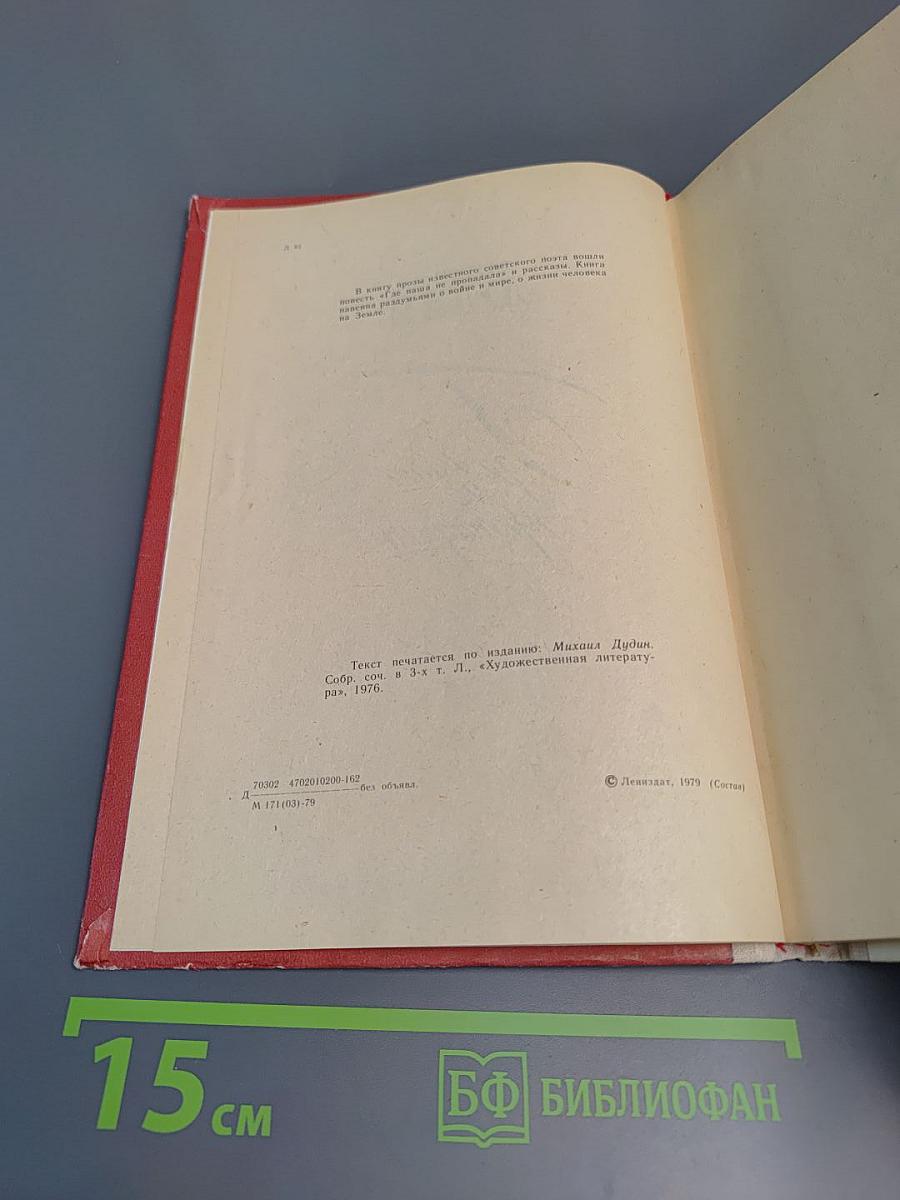 Д 81
В книгу прозы известного советского поэта вошли
повесть «Где наша не пропадала» и рассказы. Книга
навеяна раздумьями о войне и мире, о жизни человека
на Земле.
Текст печатается по изданию: Михаил Дудин.
Собр. соч. в 3-х т. Л., «Художественная литерату-
ра», 1976.
70302 4702010200-162
Д без объявл.
М 171(03)-79
© Лениздат, 1979 (Состав)
15 см
БФ БИБЛИОФАН